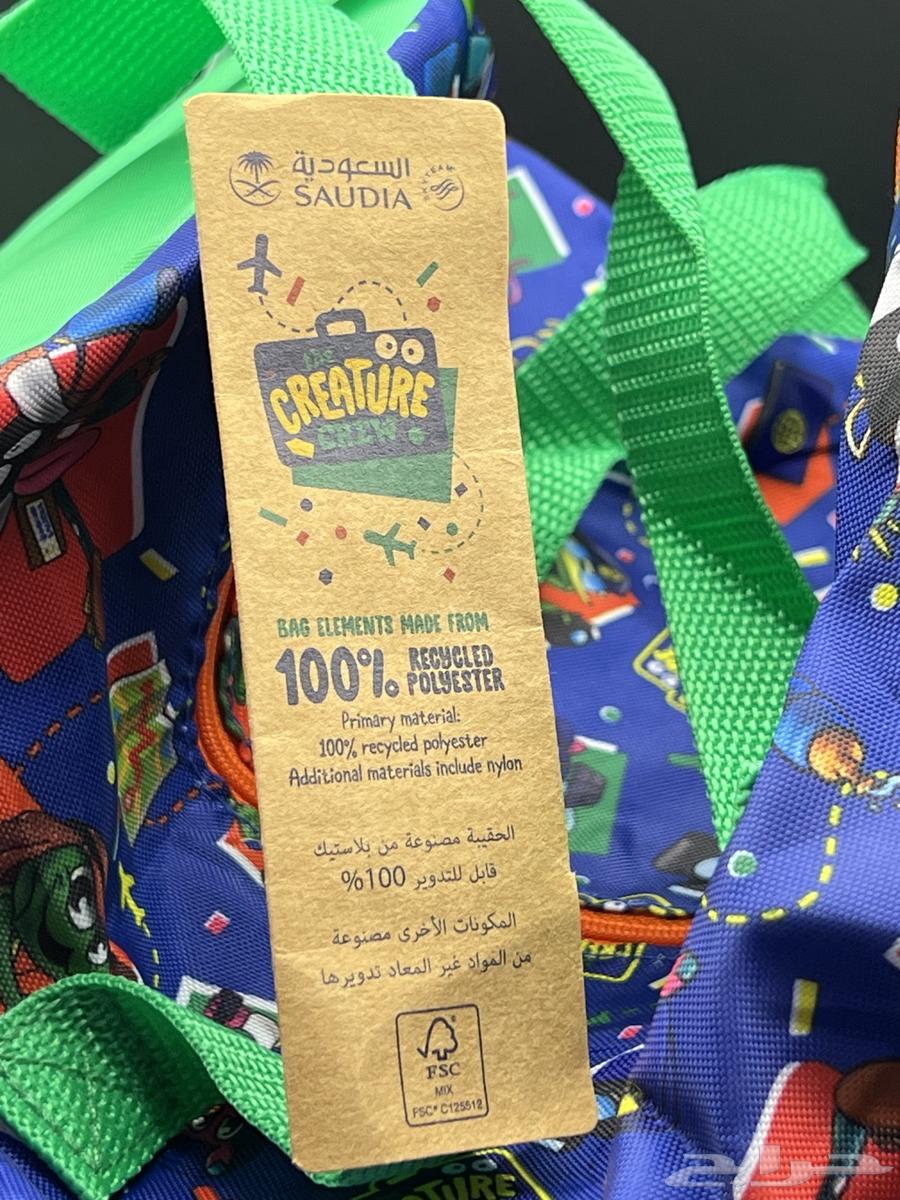 السعودية
SAUDIA
SKYTEAM
THE
CREATURE
CREW
BAG ELEMENTS MADE FROM
100% RECYCLED POLYESTER
Primary material:
100% recycled polyester
Additional materials include nylon
الحقيبة مصنوعة من بلاستيك
قابل للتدوير 100%
المكونات الأخرى مصنوعة
من المواد غير المعاد تدويرها
FSC
MIX
FSC® C125512
حراج